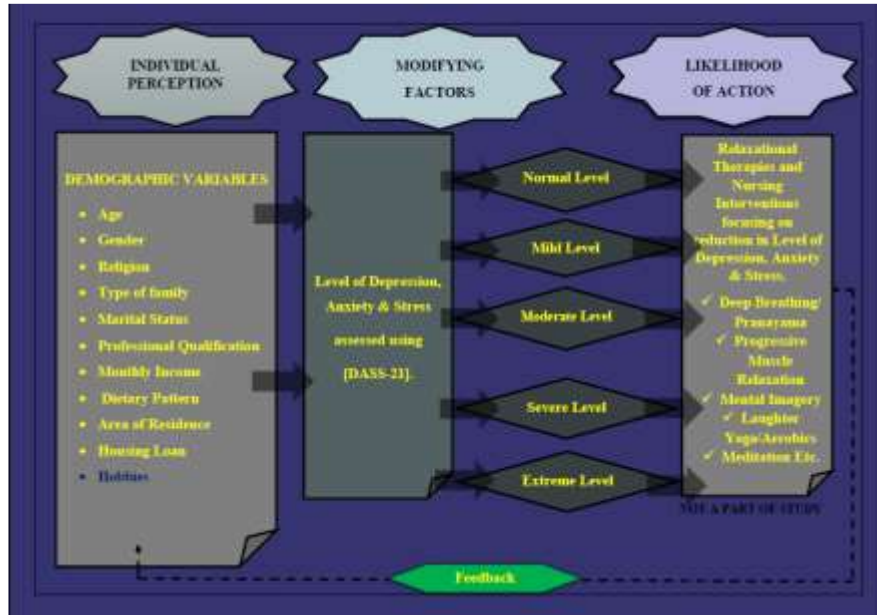 INDIVIDUAL
PERCEPTION
MODIFYING
FACTORS
LIKELIHOOD
OF ACTION
DEMOGRAPHIC VARIABLES
Age
Gender
Religion
Type of family
Marital Status
Professional Qualification
Monthly Income
Dietary Pattern
Area of Residence
Housing Loan
Hobbies
Level of Depression,
Anxiety & Stress
assessed using
[DASS-21].
Normal Level
Mild Level
Moderate Level
Severe Level
Extreme Level
Relaxational
Therapies and
Nursing
Interventions
focusing on
reduction in Level of
Depression, Anxiety
& Stress.
✓ Deep Breathing/
Pranayama
✓ Progressive
Muscle
Relaxation
✓ Mental Imagery
✓ Laughter
Yoga/Aerobics
✓ Meditation Etc.
NOT A PART OF STUDY
Feedback